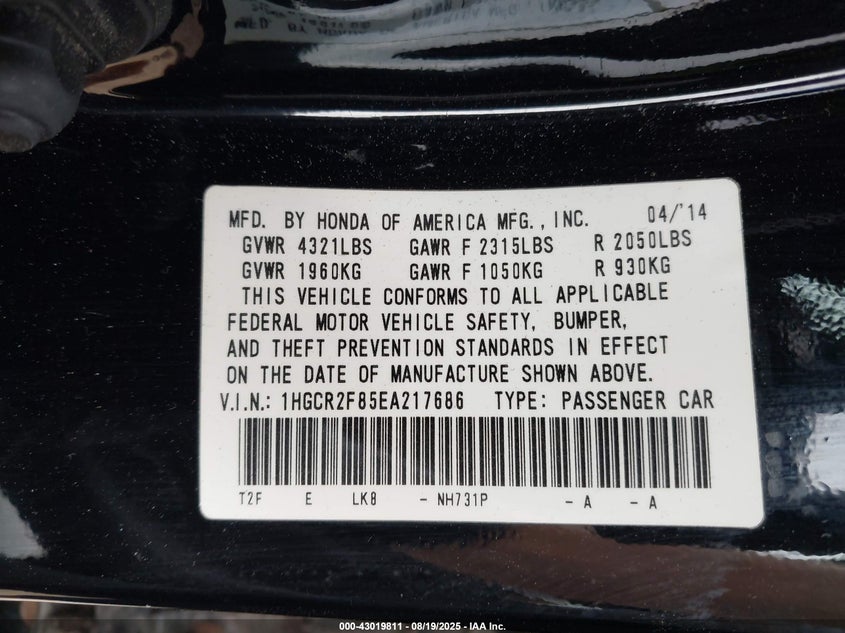 MFD. BY HONDA OF AMERICA MFG., INC. 04/'14
GVWR 4321LBS GAWR F 2315LBS R 2050LBS
GVWR 1960KG GAWR F 1050KG R 930KG
THIS VEHICLE CONFORMS TO ALL APPLICABLE
FEDERAL MOTOR VEHICLE SAFETY, BUMPER,
AND THEFT PREVENTION STANDARDS IN EFFECT
ON THE DATE OF MANUFACTURE SHOWN ABOVE.
V.I.N.: 1HGCR2F85EA217686 TYPE: PASSENGER CAR
T2F E LK8 - NH731P - A - A
000-43019811 - 08/19/2025 - IAA Inc.